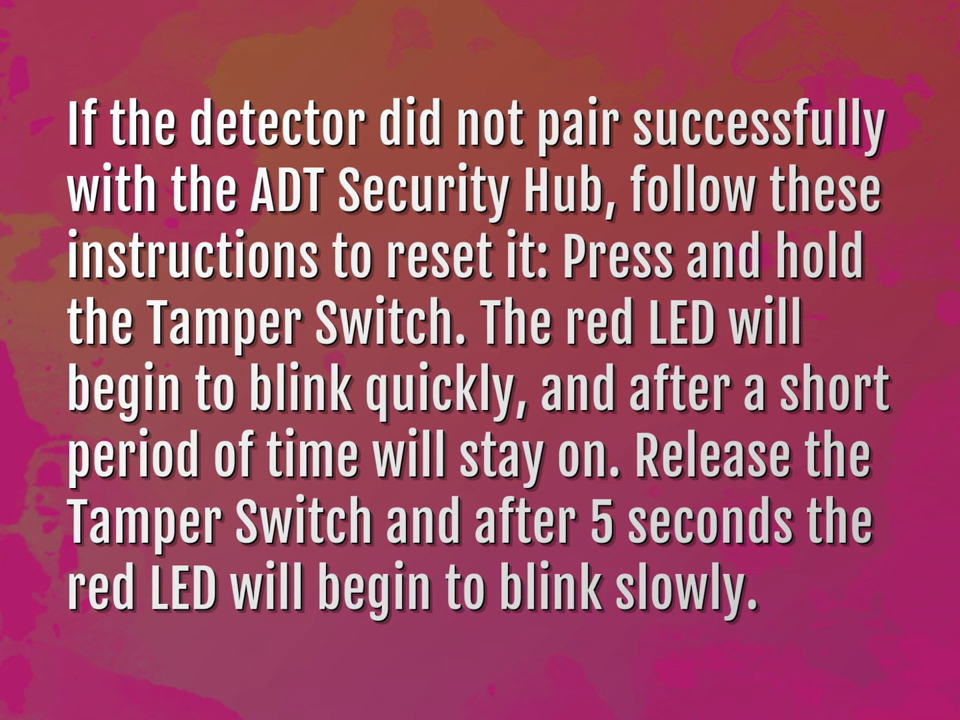 If the detector did not pair successfully
with the ADT Security Hub, follow these
instructions to reset it: Press and hold
the Tamper Switch. The red LED will
begin to blink quickly, and after a short
period of time will stay on. Release the
Tamper Switch and after 5 seconds the
red LED will begin to blink slowly.